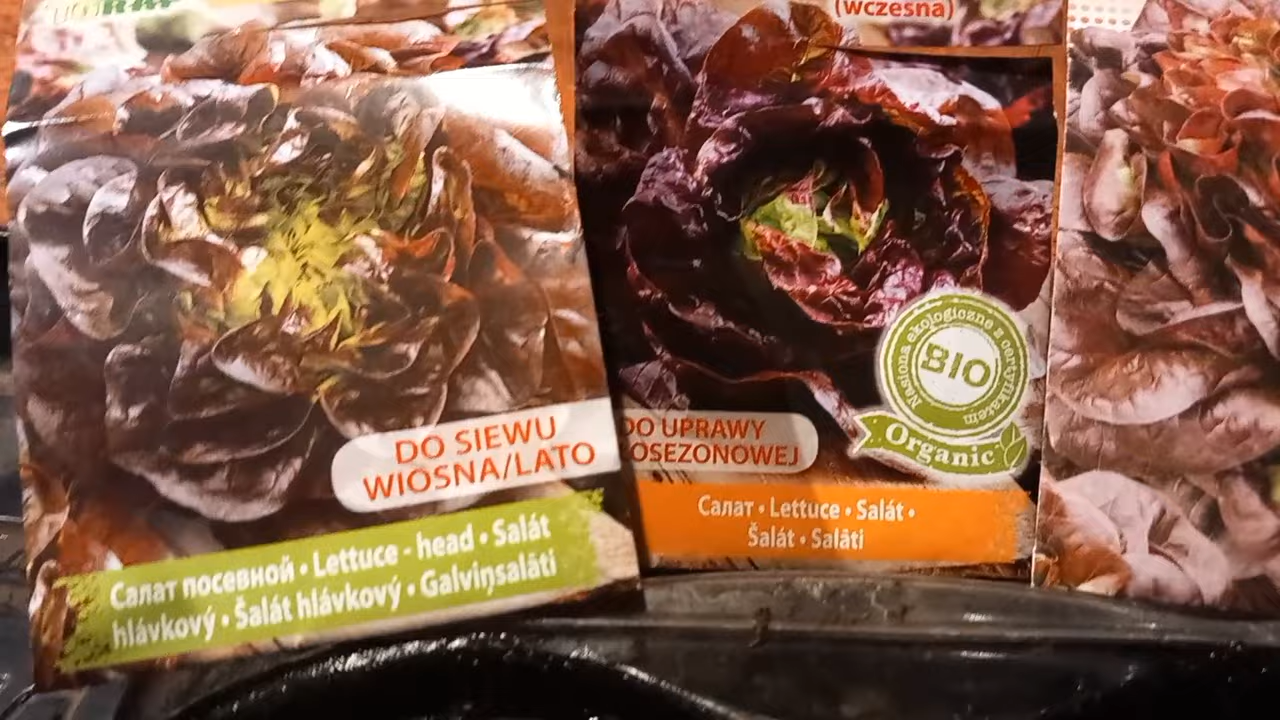 (wczesna)
DO SIEWU
WIOSNA/LATO
Салат посевной • Lettuce - head • Salát
hlávkový • Šalát hlávkový • Galviņsalāti
DO UPRAWY
OSEZONOWEJ
Nasiona ekologiczne z certyfikatem
BIO
Organic
Салат • Lettuce • Salát •
Šalát • Salāti